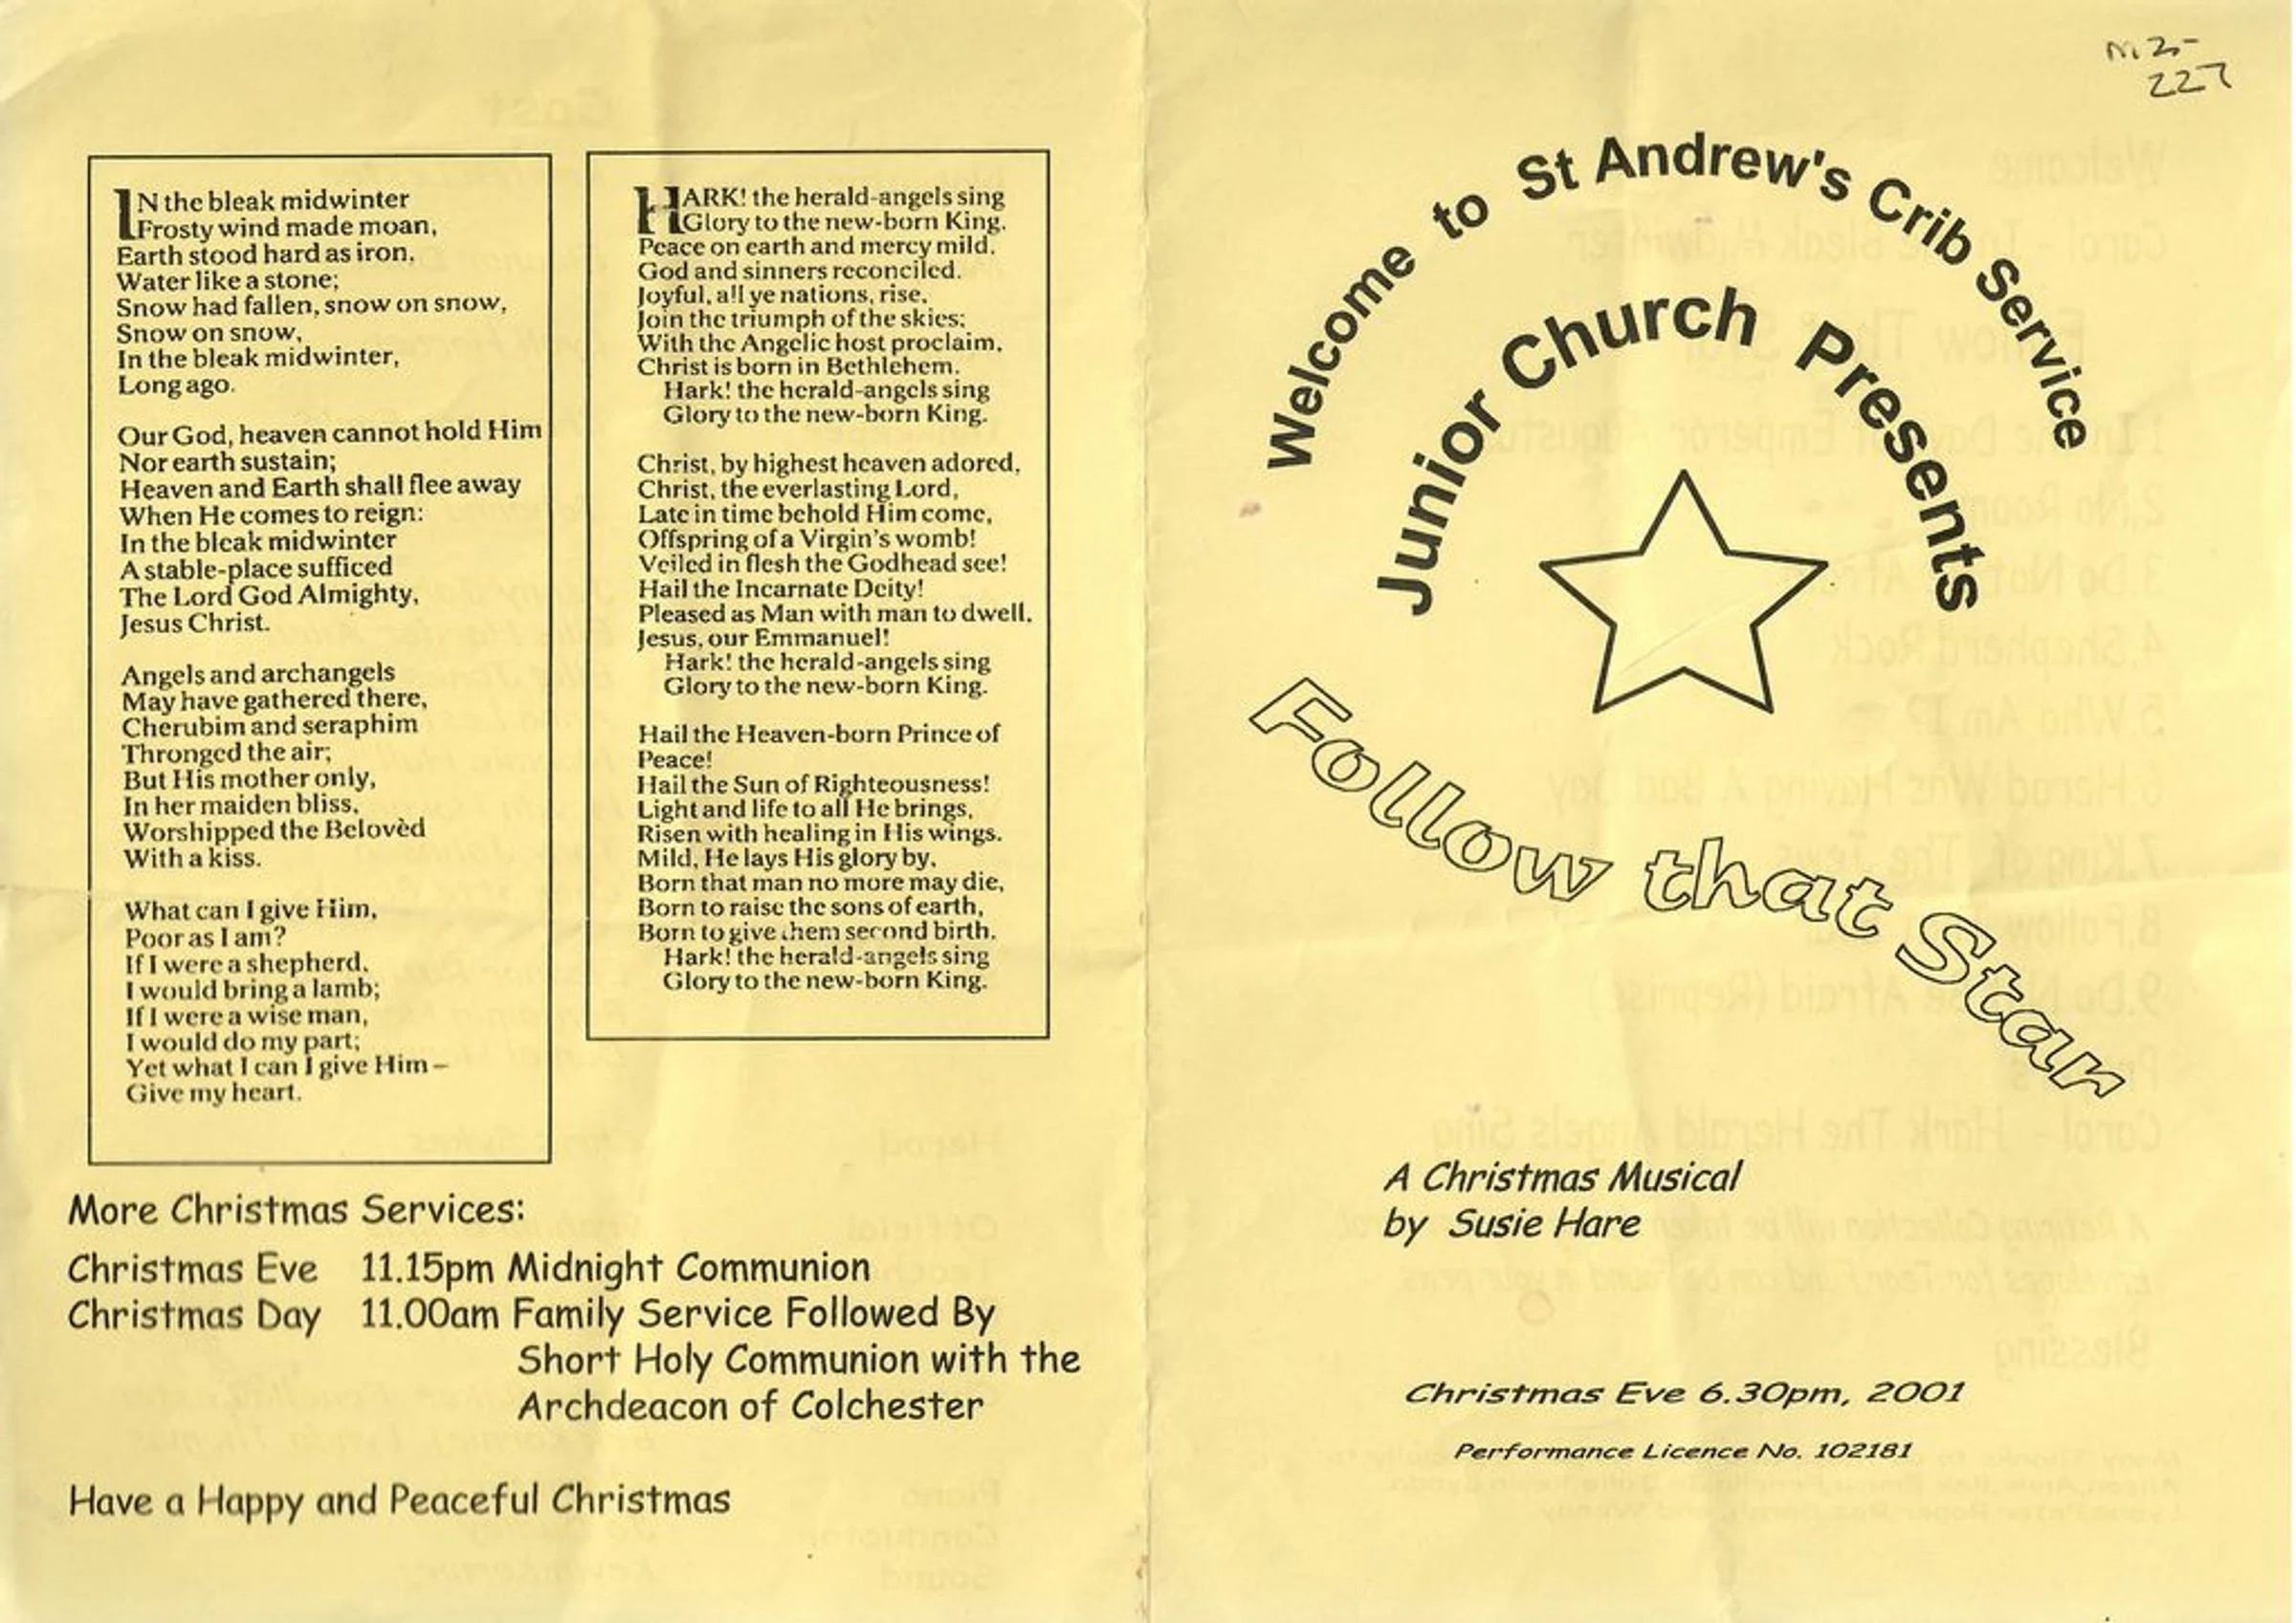 IN the bleak midwinter
Frosty wind made moan,
Earth stood hard as iron,
Water like a stone;
Snow had fallen, snow on snow,
Snow on snow,
In the bleak midwinter,
Long ago.
Our God, heaven cannot hold Him
Nor earth sustain;
Heaven and Earth shall flee away
When He comes to reign:
In the bleak midwinter
A stable-place sufficed
The Lord God Almighty,
Jesus Christ.
Angels and archangels
May have gathered there,
Cherubim and seraphim
Thronged the air;
But His mother only,
In her maiden bliss,
Worshipped the Belovèd
With a kiss.
What can I give Him,
Poor as I am?
If I were a shepherd,
I would bring a lamb;
If I were a wise man,
I would do my part;
Yet what I can I give Him –
Give my heart.
HARK! the herald-angels sing
Glory to the new-born King,
Peace on earth and mercy mild,
God and sinners reconciled.
Joyful, all ye nations, rise,
Join the triumph of the skies;
With the Angelic host proclaim,
Christ is born in Bethlehem.
Hark! the herald-angels sing
Glory to the new-born King.
Christ, by highest heaven adored,
Christ, the everlasting Lord,
Late in time behold Him come,
Offspring of a Virgin's womb!
Veiled in flesh the Godhead see!
Hail the Incarnate Deity!
Pleased as Man with man to dwell,
Jesus, our Emmanuel!
Hark! the herald-angels sing
Glory to the new-born King.
Hail the Heaven-born Prince of
Peace!
Hail the Sun of Righteousness!
Light and life to all He brings,
Risen with healing in His wings.
Mild, He lays His glory by,
Born that man no more may die,
Born to raise the sons of earth,
Born to give them second birth.
Hark! the herald-angels sing
Glory to the new-born King.
More Christmas Services:
Christmas Eve 11.15pm Midnight Communion
Christmas Day 11.00am Family Service Followed By
Short Holy Communion with the
Archdeacon of Colchester
Have a Happy and Peaceful Christmas
227
Welcome to St Andrew's Crib Service
Junior Church Presents
Follow that Star
A Christmas Musical
by Susie Hare
Christmas Eve 6.30pm, 2001
Performance Licence No. 102181